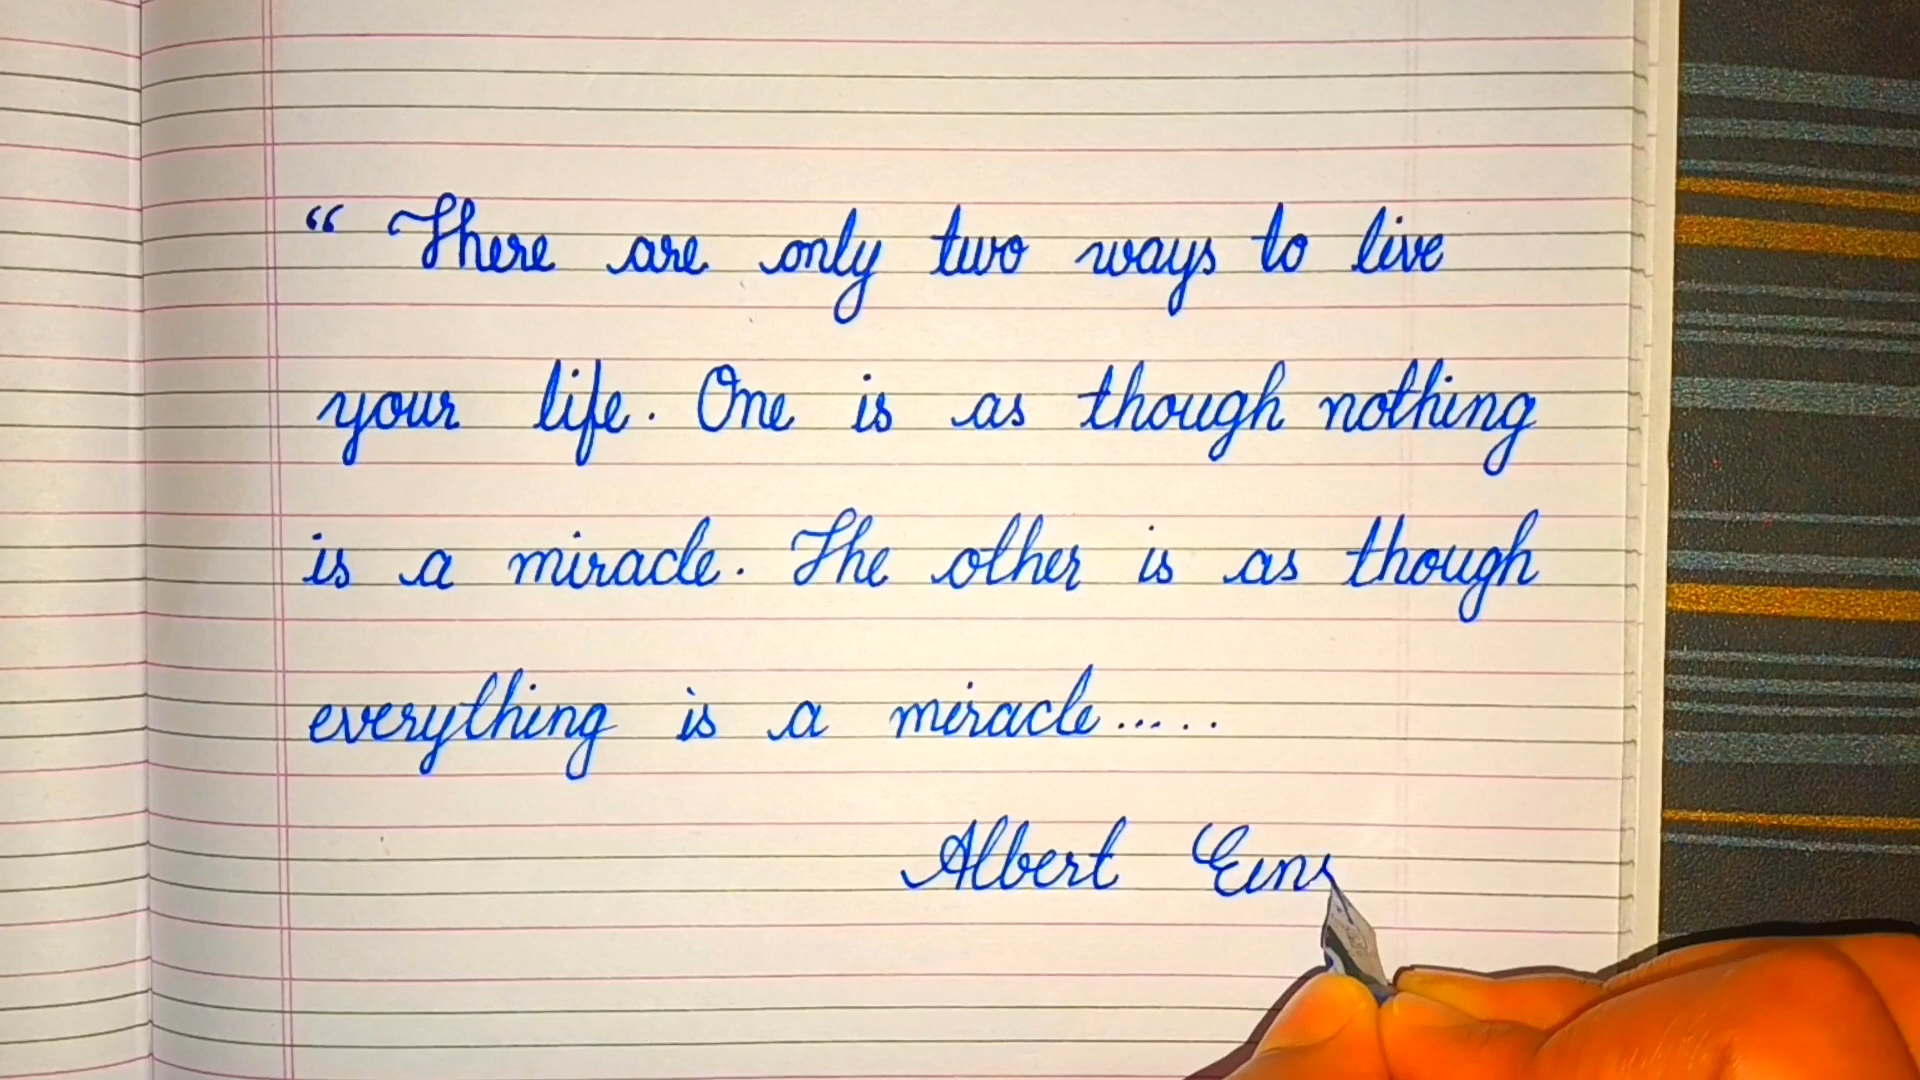 “ There are only two ways to live
your life. One is as though nothing
is a miracle. The other is as though
everything is a miracle.....
Albert Eins